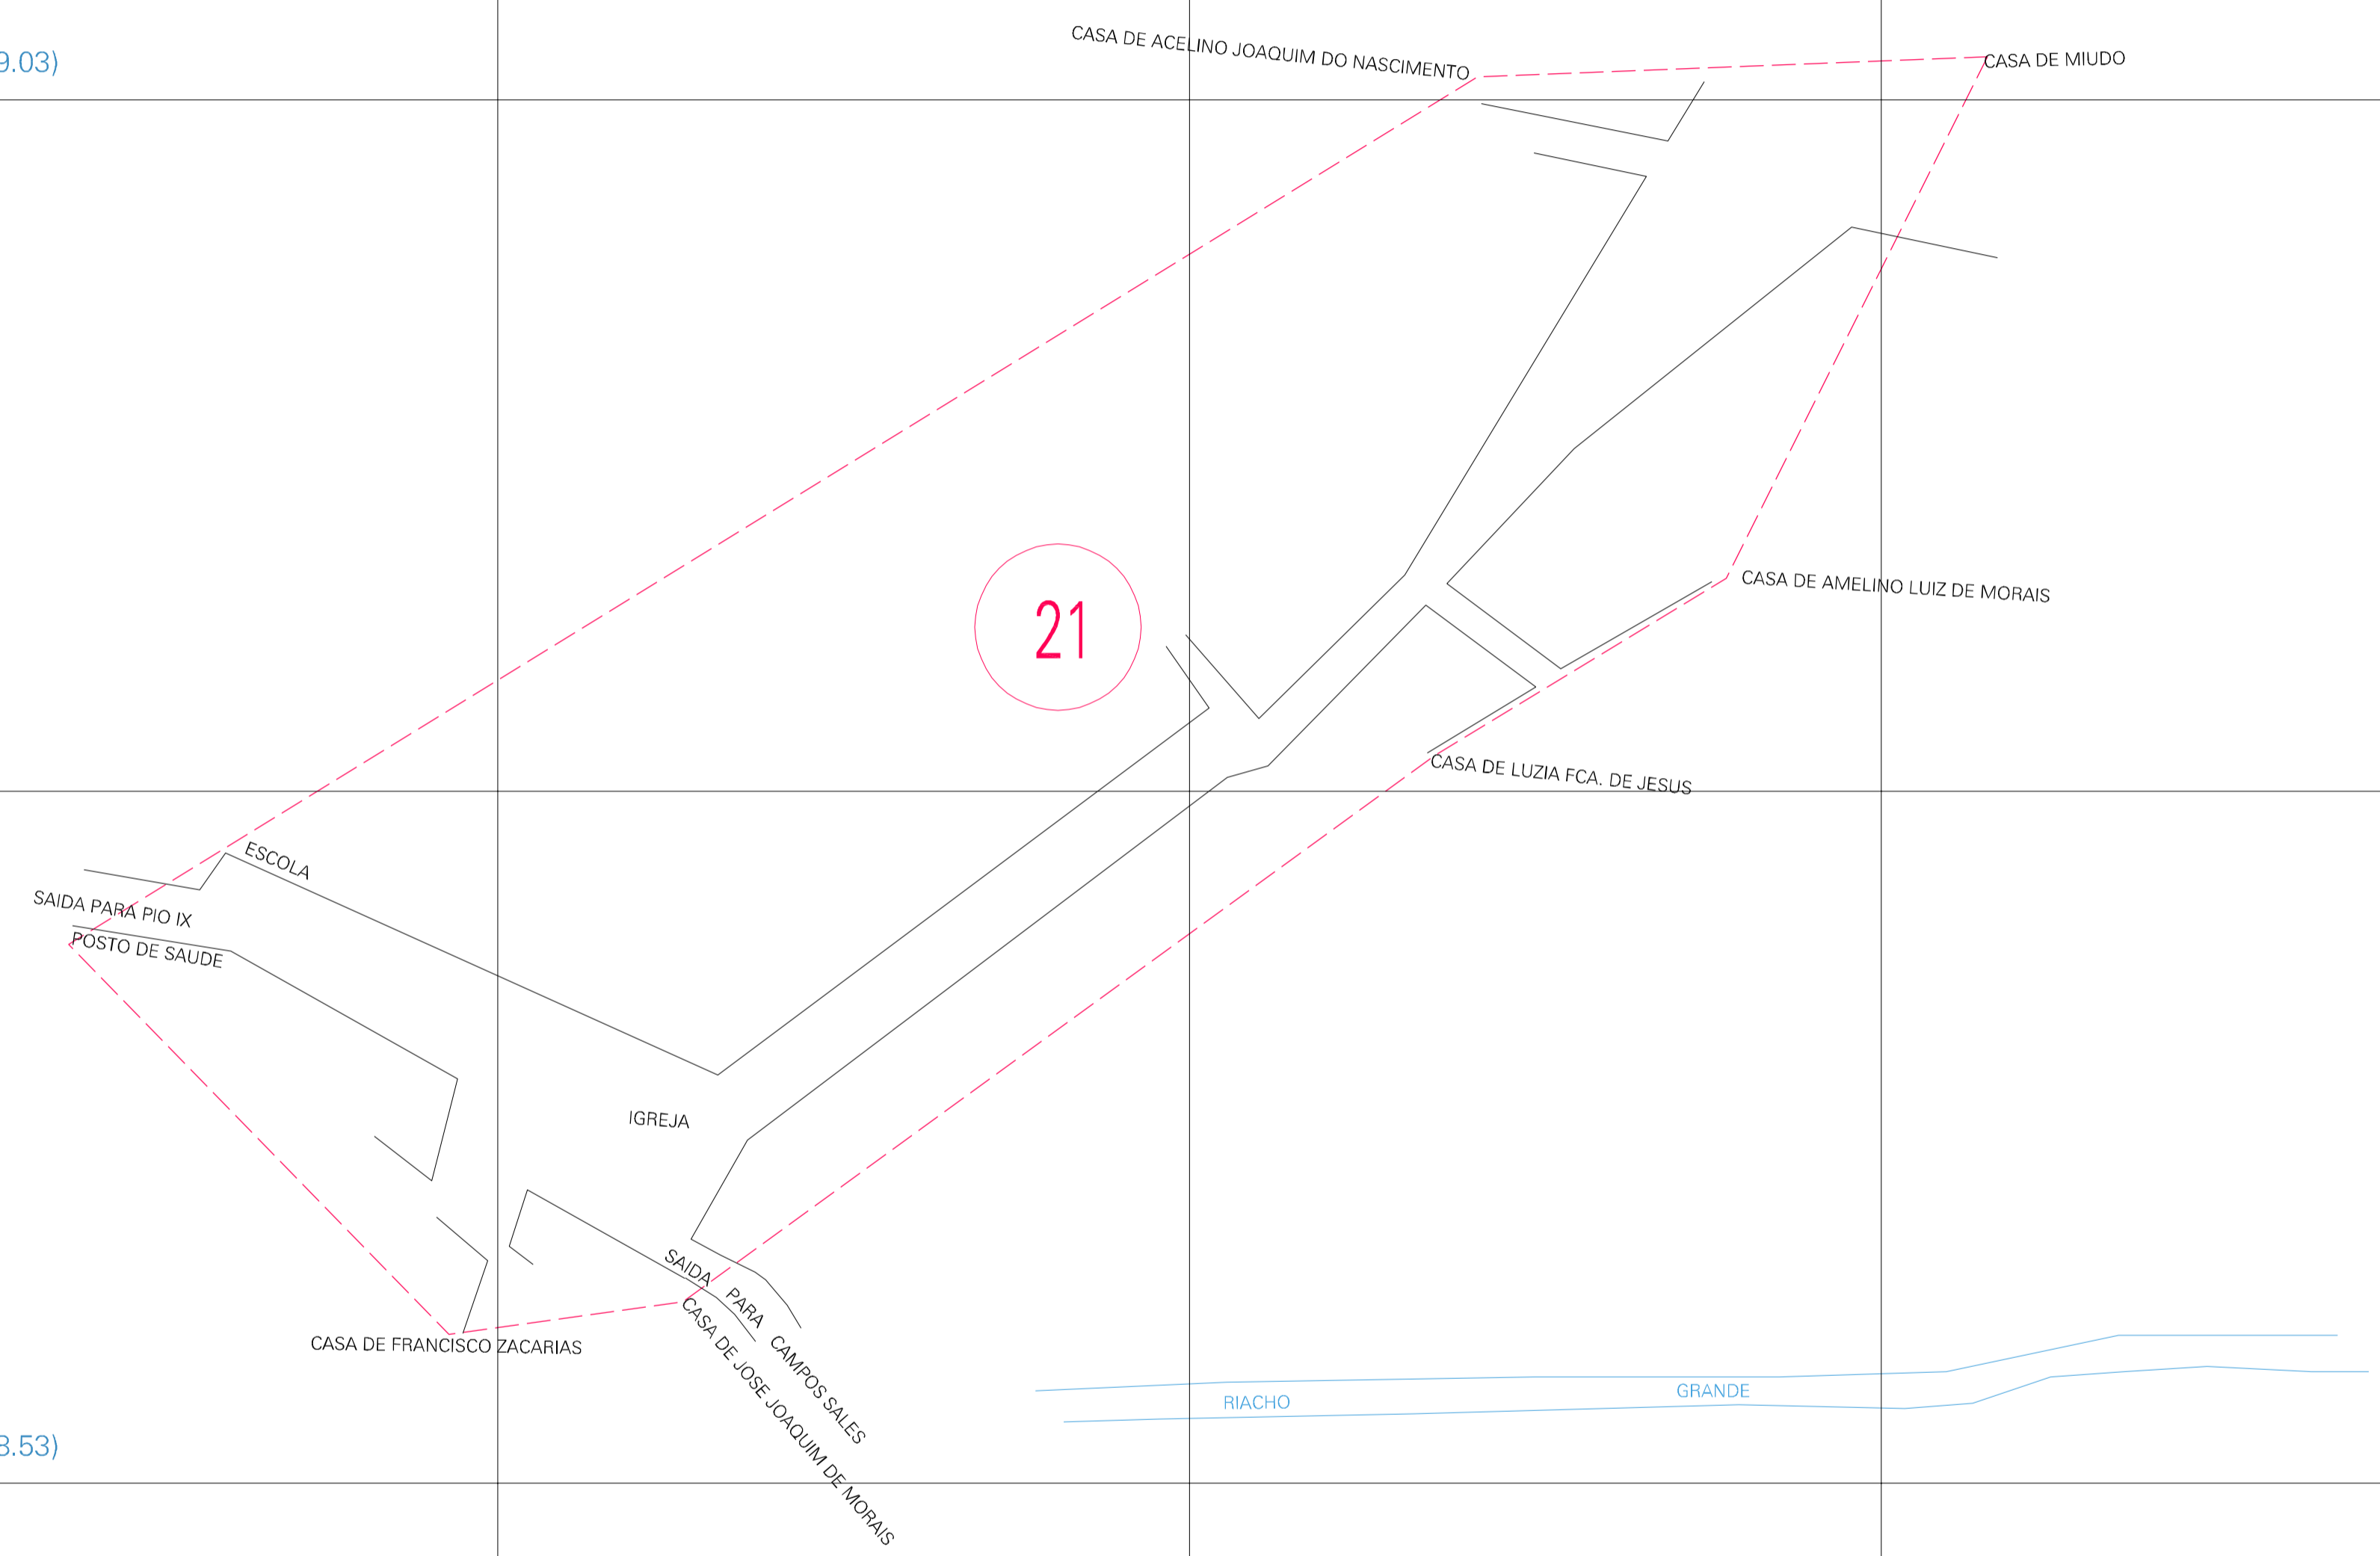 CASA DE ACELINO JOAQUIM DO NASCIMENTO
CASA DE MIUDO
9.03)
21
CASA DE AMELINO LUIZ DE MORAIS
CASA DE LUZIA FCA. DE JESUS
ESCOLA
SAIDA PARA PIO IX
POSTO DE SAUDE
IGREJA
SAIDA PARA CAMPOS SALES
CASA DE JOSE JOAQUIM DE MORAIS
CASA DE FRANCISCO ZACARIAS
RIACHO GRANDE
8.53)